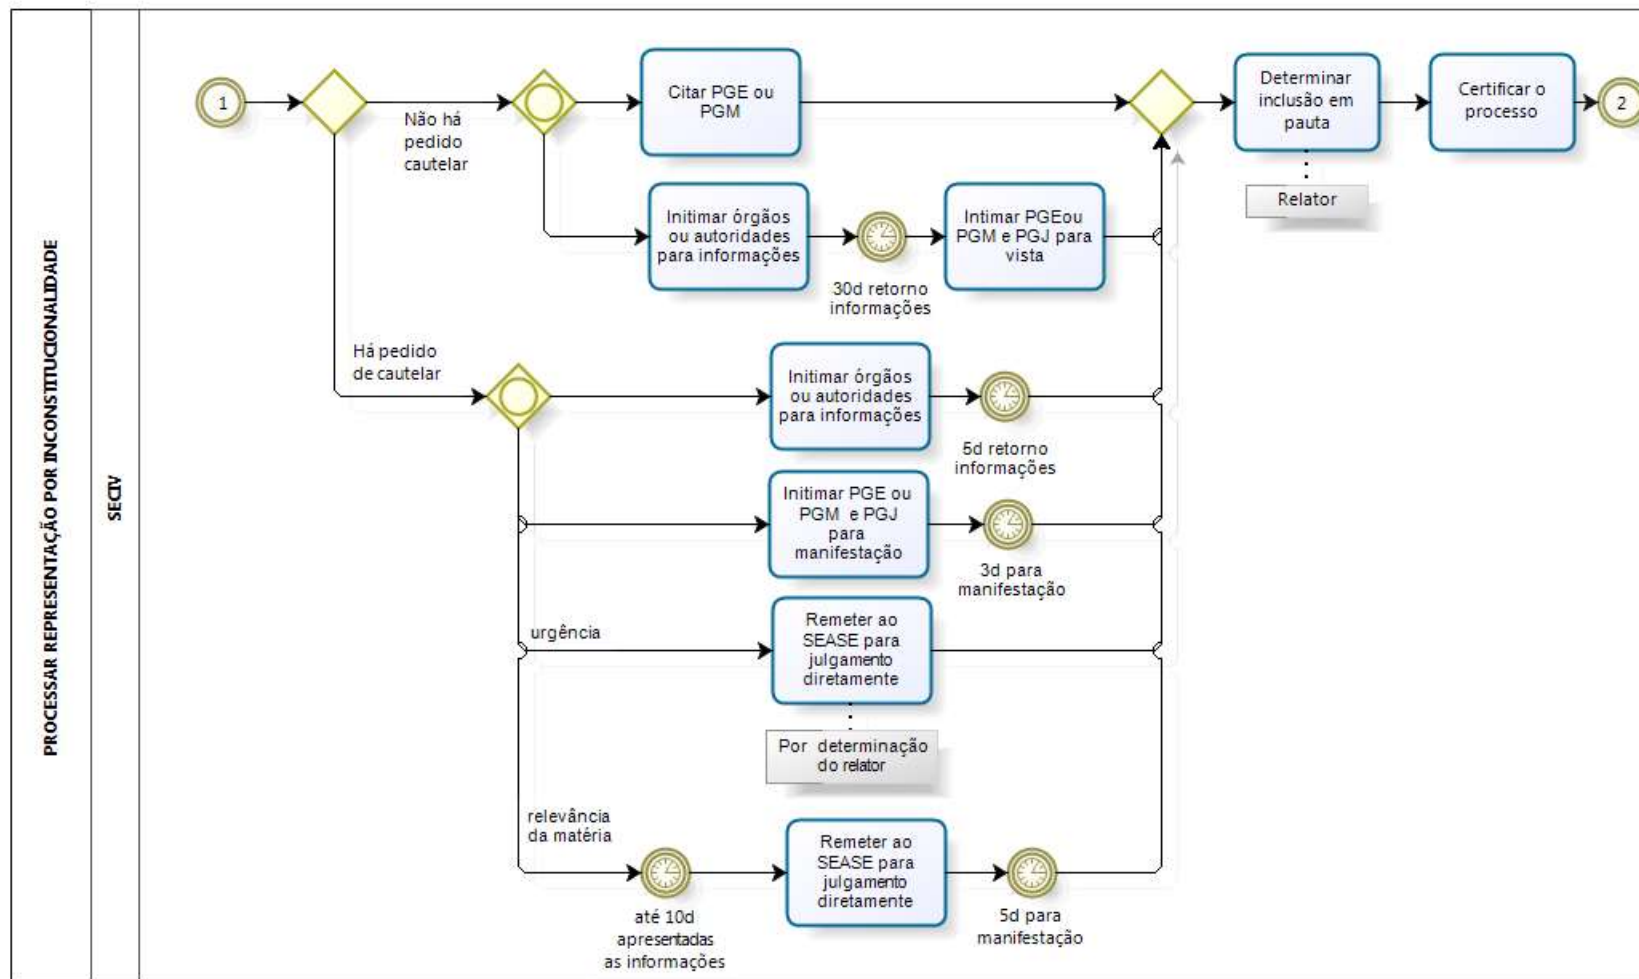 PROCESSAR REPRESENTAÇÃO POR INCONSTITUCIONALIDADE
SECIV
1
Não há
pedido
cautelar
Citar PGE ou
PGM
Determinar
inclusão em
pauta
Relator
Certificar o
processo
2
Initimar órgãos
ou autoridades
para informações
30d retorno
informações
Intimar PGEou
PGM e PGJ para
vista
Há pedido
de cautelar
Initimar órgãos
ou autoridades
para informações
5d retorno
informações
Initimar PGE ou
PGM e PGJ
para
manifestação
3d para
manifestação
urgência
Remeter ao
SEASE para
julgamento
diretamente
Por determinação
do relator
relevância
da matéria
até 10d
apresentadas
as informações
Remeter ao
SEASE para
julgamento
diretamente
5d para
manifestação